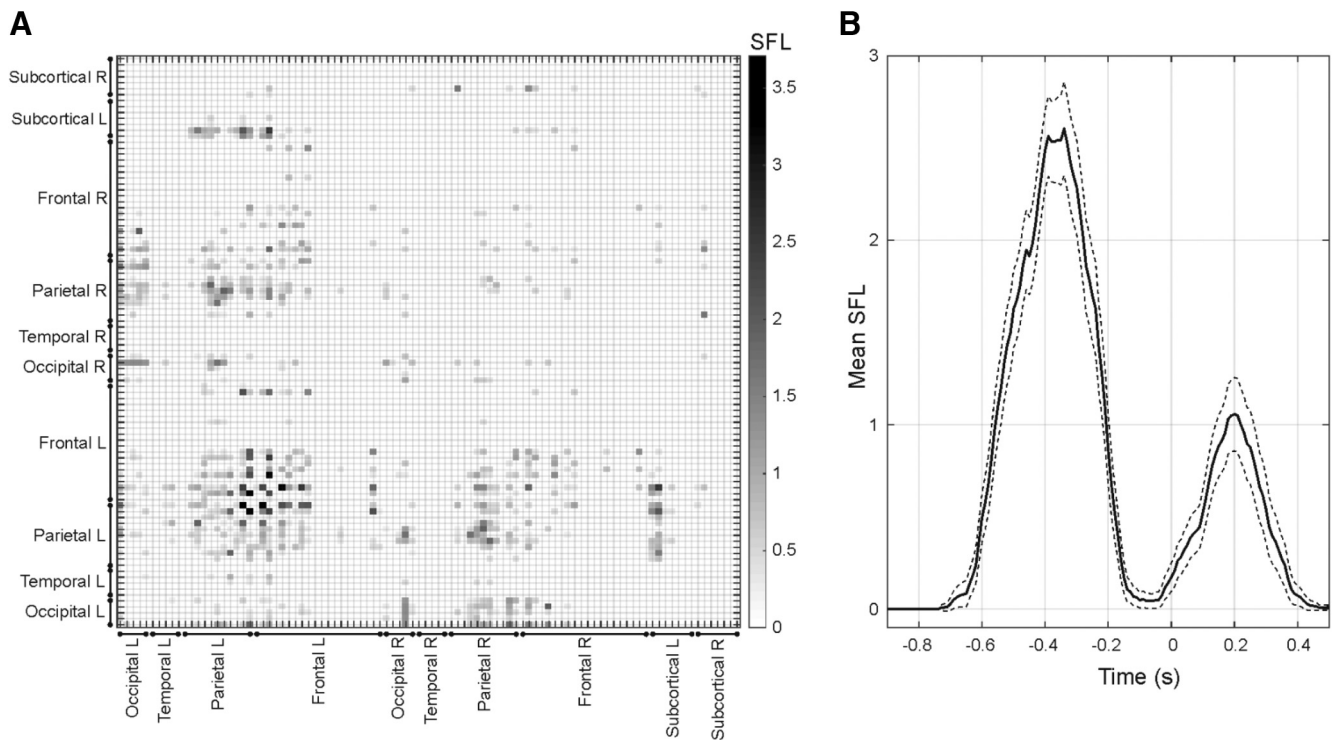 A
B
SFL
Subcortical R
Subcortical L
Frontal R
Parietal R
Temporal R
Occipital R
Frontal L
Parietal L
Temporal L
Occipital L
Occipital L
Temporal L
Parietal L
Frontal L
Occipital R
Temporal R
Parietal R
Frontal R
Subcortical L
Subcortical R
3.5
3
2.5
2
1.5
1
0.5
0
Mean SFL
3
2
1
0
-0.8
-0.6
-0.4
-0.2
0
0.2
0.4
Time (s)